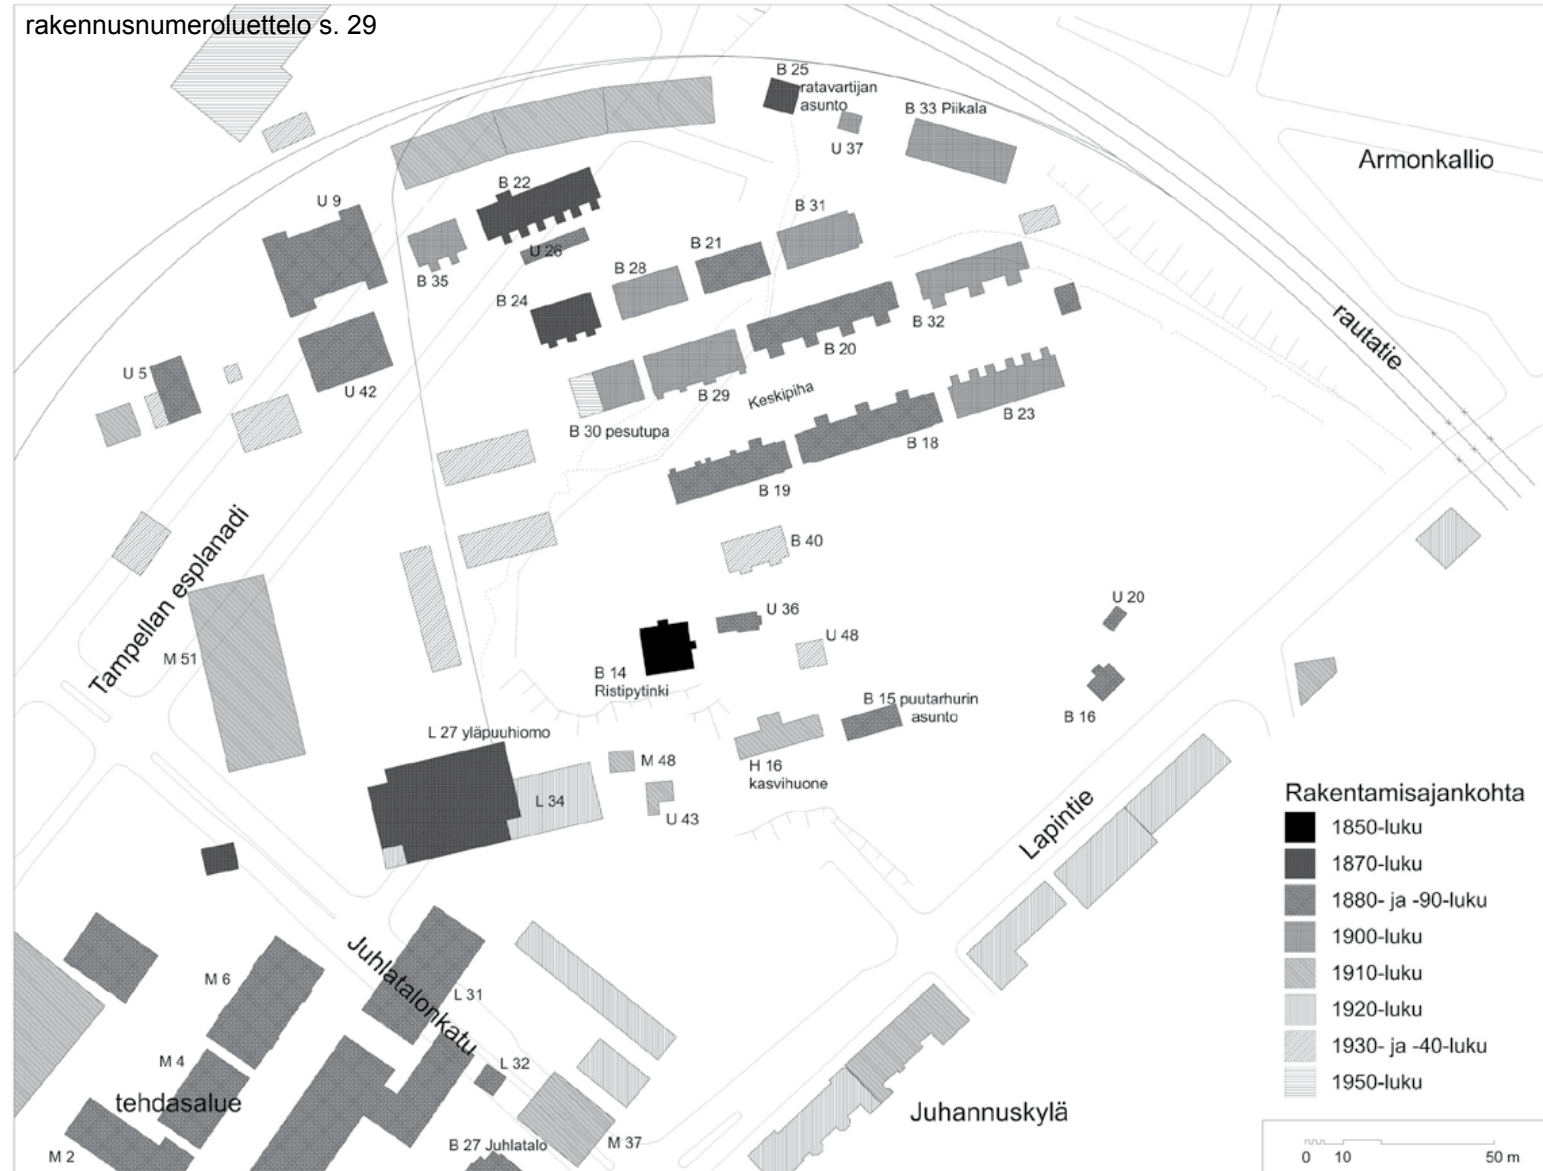 rakennusnumeroluettelo s. 29
B 25
ratavartijan
asunto
B 33 Piikala
U 37
Armonkallio
B 22
U 9
B 31
U 26
B 21
B 35
B 28
B 24
B 32
rautatie
B 20
U 5
U 42
B 29
Keskipiha
B 23
B 30 pesutupa
B 18
B 19
Tampellan esplanadi
B 40
U 20
U 36
U 48
M 51
B 14
Ristipytinki
B 15 puutarhurin
asunto
B 16
L 27 yläpuuhiomo
M 48
H 16
kasvihuone
L 34
U 43
Lapintie
Rakentamisajankohta
1850-luku
1870-luku
1880- ja -90-luku
1900-luku
1910-luku
1920-luku
1930- ja -40-luku
1950-luku
Juhlatalonkatu
M 6
L 31
M 4
L 32
tehdasalue
Juhannuskylä
M 2
B 27 Juhlatalo
M 37
0 10 50 m